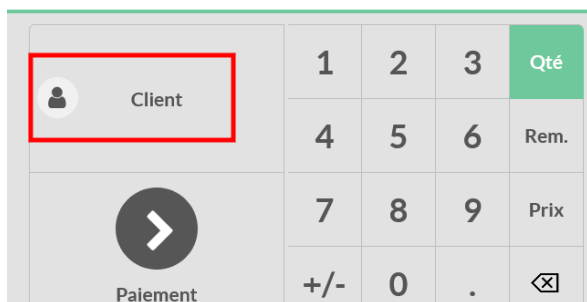 1 2 3 Qté
Client
4 5 6 Rem.
7 8 9 Prix
Paiement
+/- 0 .